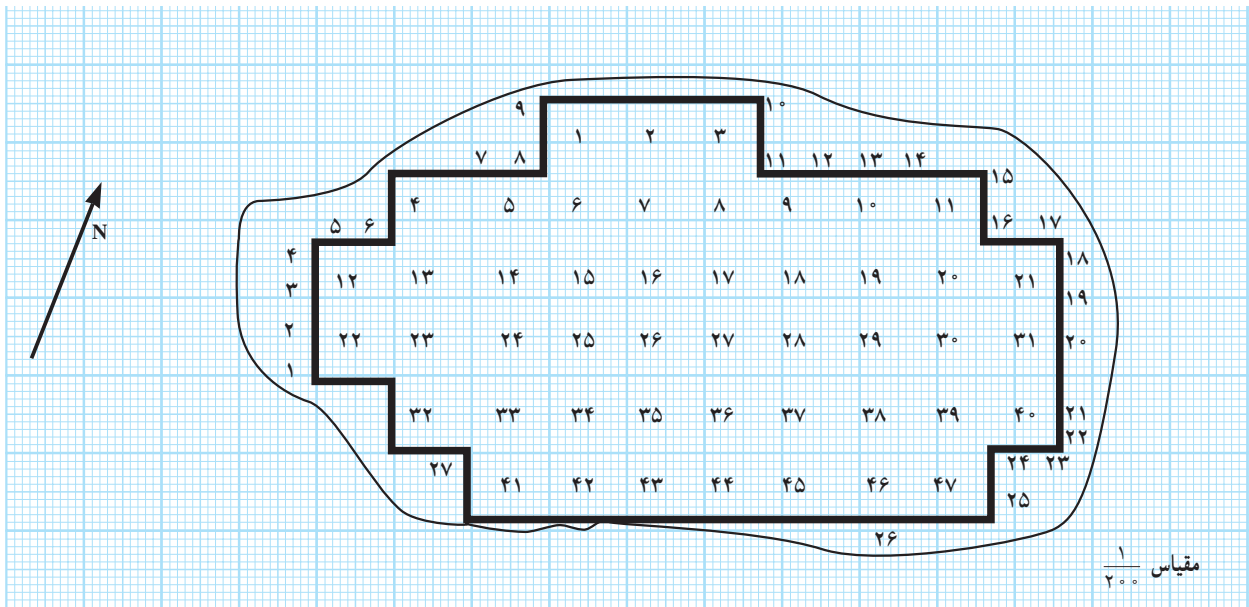 ۹ ۱۰
۱ ۲ ۳
۷ ۸ ۱۱ ۱۲ ۱۳ ۱۴
۱۵
۴ ۵ ۶ ۷ ۸ ۹ ۱۰ ۱۱
۵ ۶ ۱۶ ۱۷
N
۴ ۱۸
۱۲ ۱۳ ۱۴ ۱۵ ۱۶ ۱۷ ۱۸ ۱۹ ۲۰ ۲۱
۳ ۱۹
۲ ۲۲ ۲۳ ۲۴ ۲۵ ۲۶ ۲۷ ۲۸ ۲۹ ۳۰ ۳۱ ۲۰
۱
۳۲ ۳۳ ۳۴ ۳۵ ۳۶ ۳۷ ۳۸ ۳۹ ۴۰ ۲۱
۲۲
۲۷ ۲۴ ۲۳
۴۱ ۴۲ ۴۳ ۴۴ ۴۵ ۴۶ ۴۷ ۲۵
۲۶
مقیاس ۱/۲۰۰